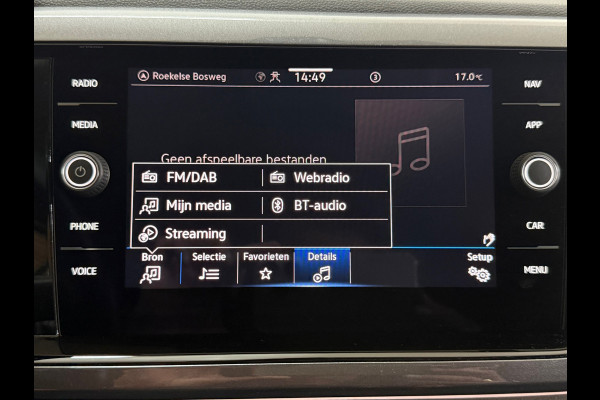 RADIO
MEDIA
PHONE
VOICE
Roekelse Bosweg 14:49 3 17.0°C
Geen afspeelbare bestanden
FM/DAB Webradio
Mijn media BT-audio
Streaming
Bron Selectie Favorieten Details Setup
NAV
APP
CAR
MENU